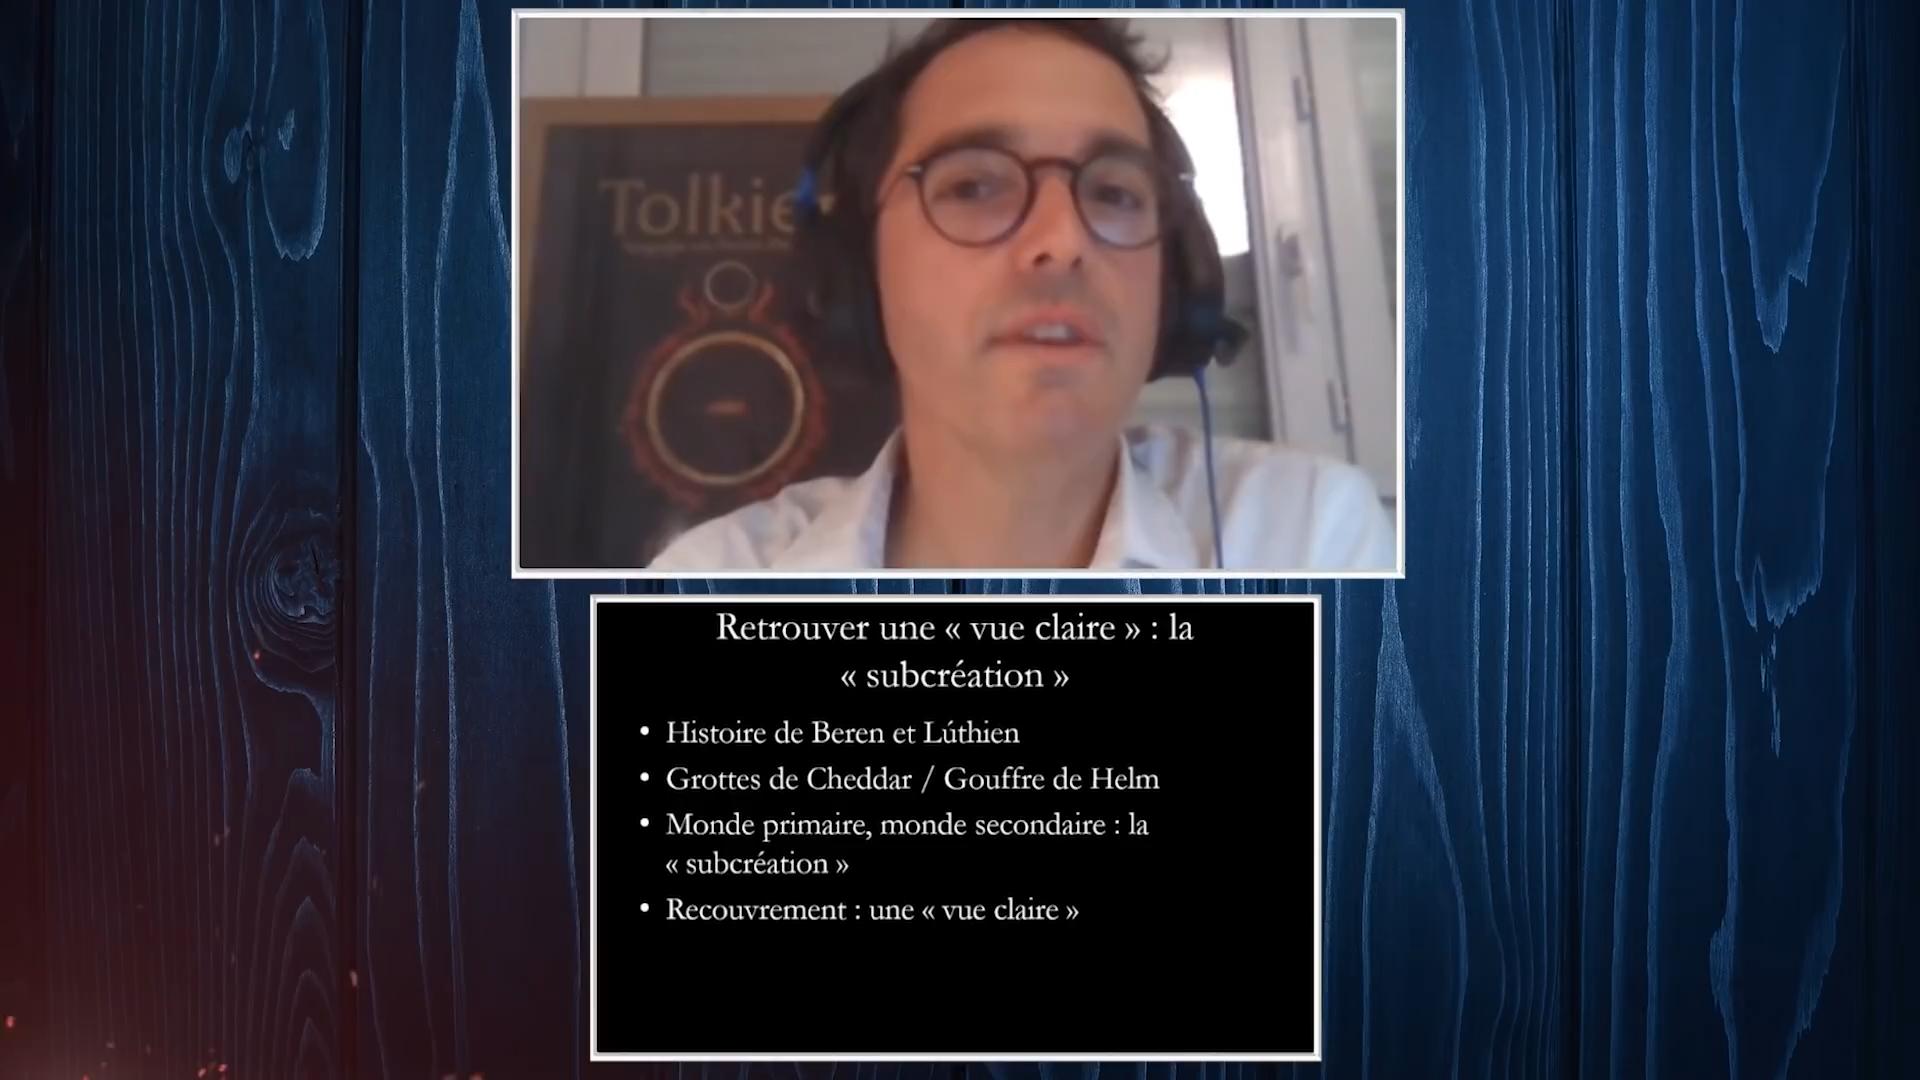 Tolkie
Retrouver une « vue claire » : la
« subcréation »
• Histoire de Beren et Lúthien
• Grottes de Cheddar / Gouffre de Helm
• Monde primaire, monde secondaire : la
« subcréation »
• Recouvrement : une « vue claire »